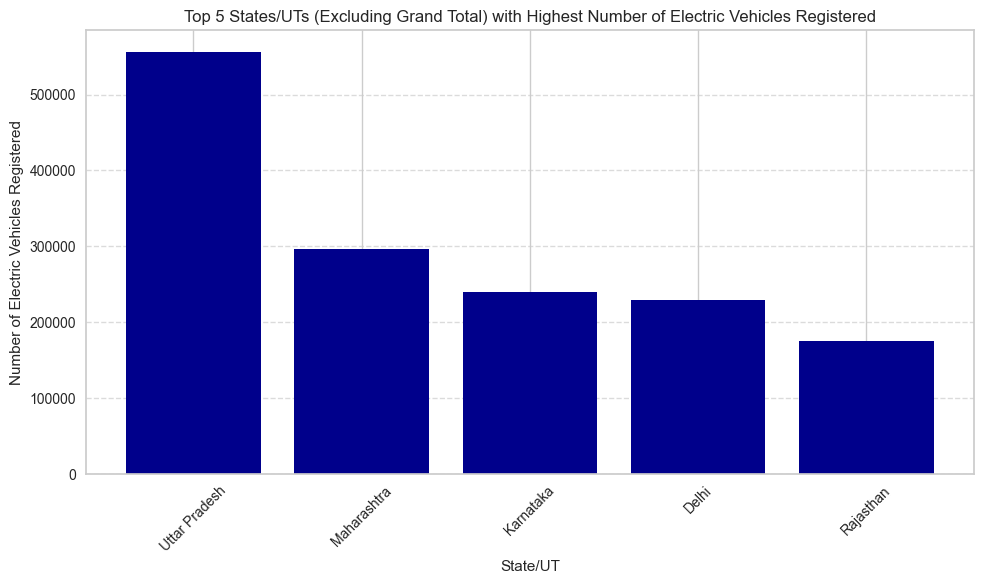 Top 5 States/UTs (Excluding Grand Total) with Highest Number of Electric Vehicles Registered
Number of Electric Vehicles Registered
500000
400000
300000
200000
100000
0
Uttar Pradesh
Maharashtra
Karnataka
Delhi
Rajasthan
State/UT